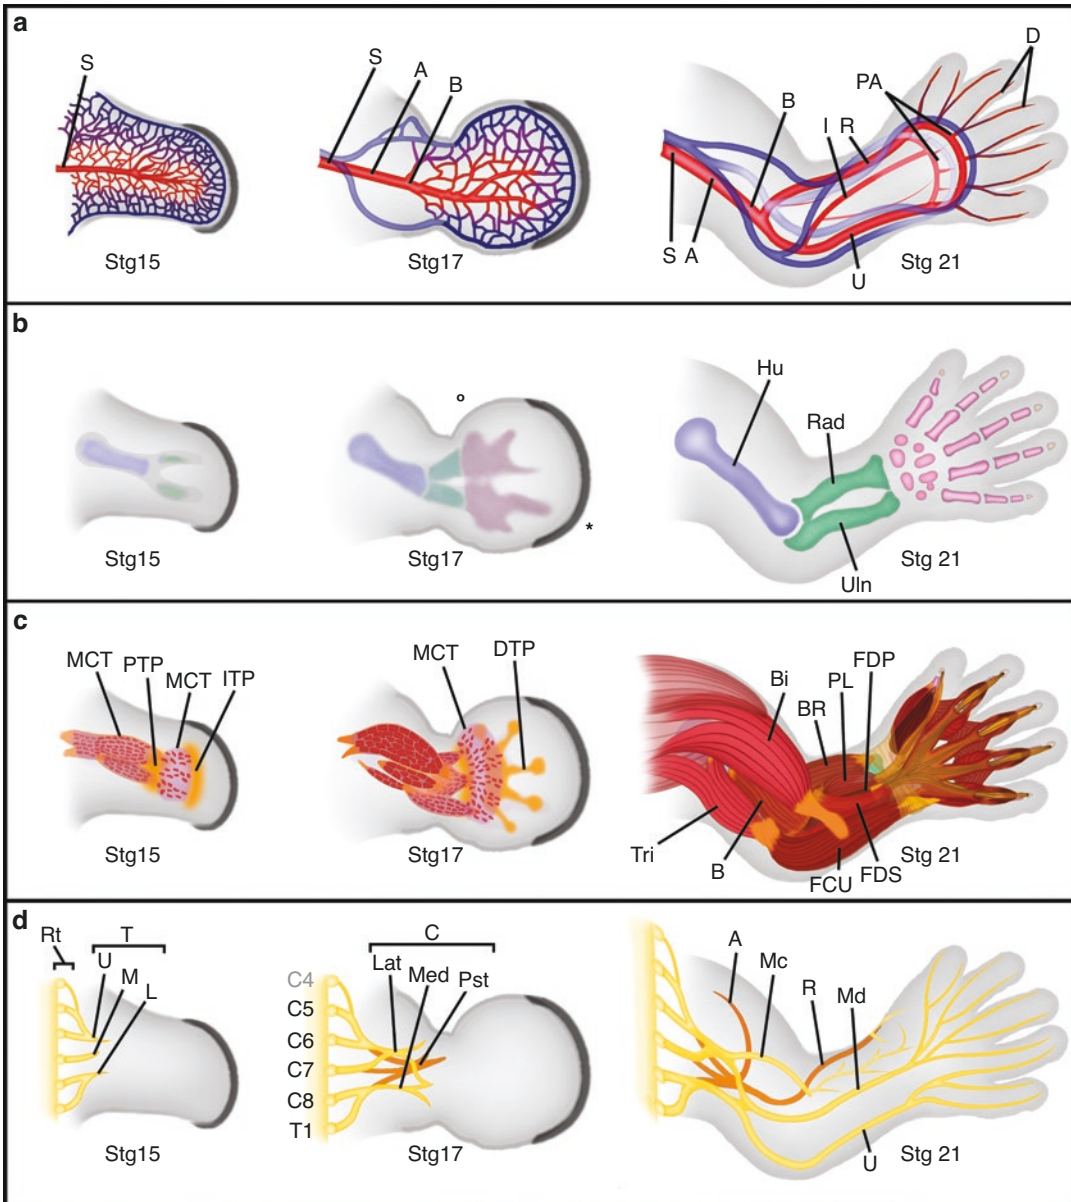 a
S
Stg15
S
A
B
Stg17
D
PA
B
I R
S A
U
Stg 21
b
Stg15
o
*
Stg17
Hu
Rad
Uln
Stg 21
c
MCT
PTP
MCT
ITP
Stg15
MCT
DTP
Stg17
Bi
BR
PL
FDP
Tri
B
FCU
FDS
Stg 21
d
Rt
T
U
M
L
Stg15
C
Lat
Med
Pst
C4
C5
C6
C7
C8
T1
Stg17
A
Mc
R
Md
U
Stg 21